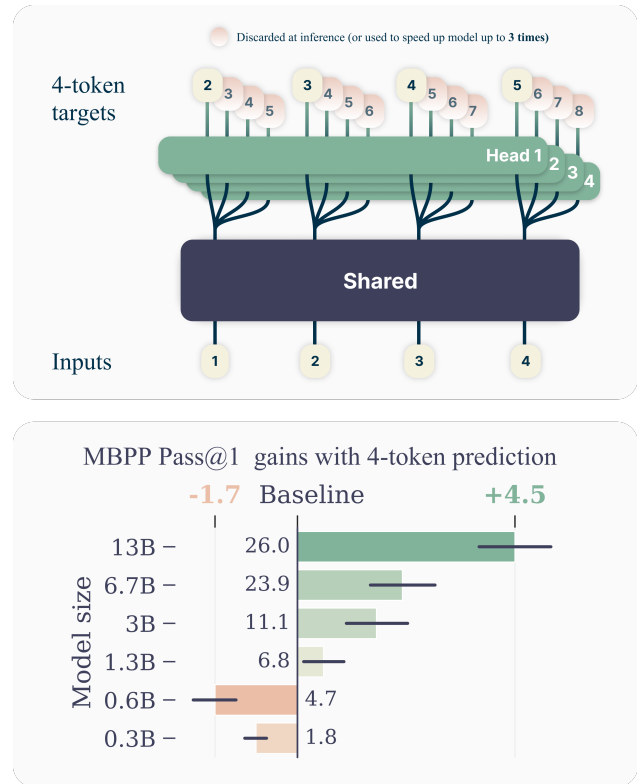 Discarded at inference (or used to speed up model up to 3 times)
4-token
targets
2 3 4 5 3 4 5 6 4 5 6 7 5 6 7 8
Head 1 2 3 4
Shared
Inputs
1 2 3 4
MBPP Pass@1 gains with 4-token prediction
-1.7 Baseline +4.5
Model size
13B 26.0
6.7B 23.9
3B 11.1
1.3B 6.8
0.6B 4.7
0.3B 1.8